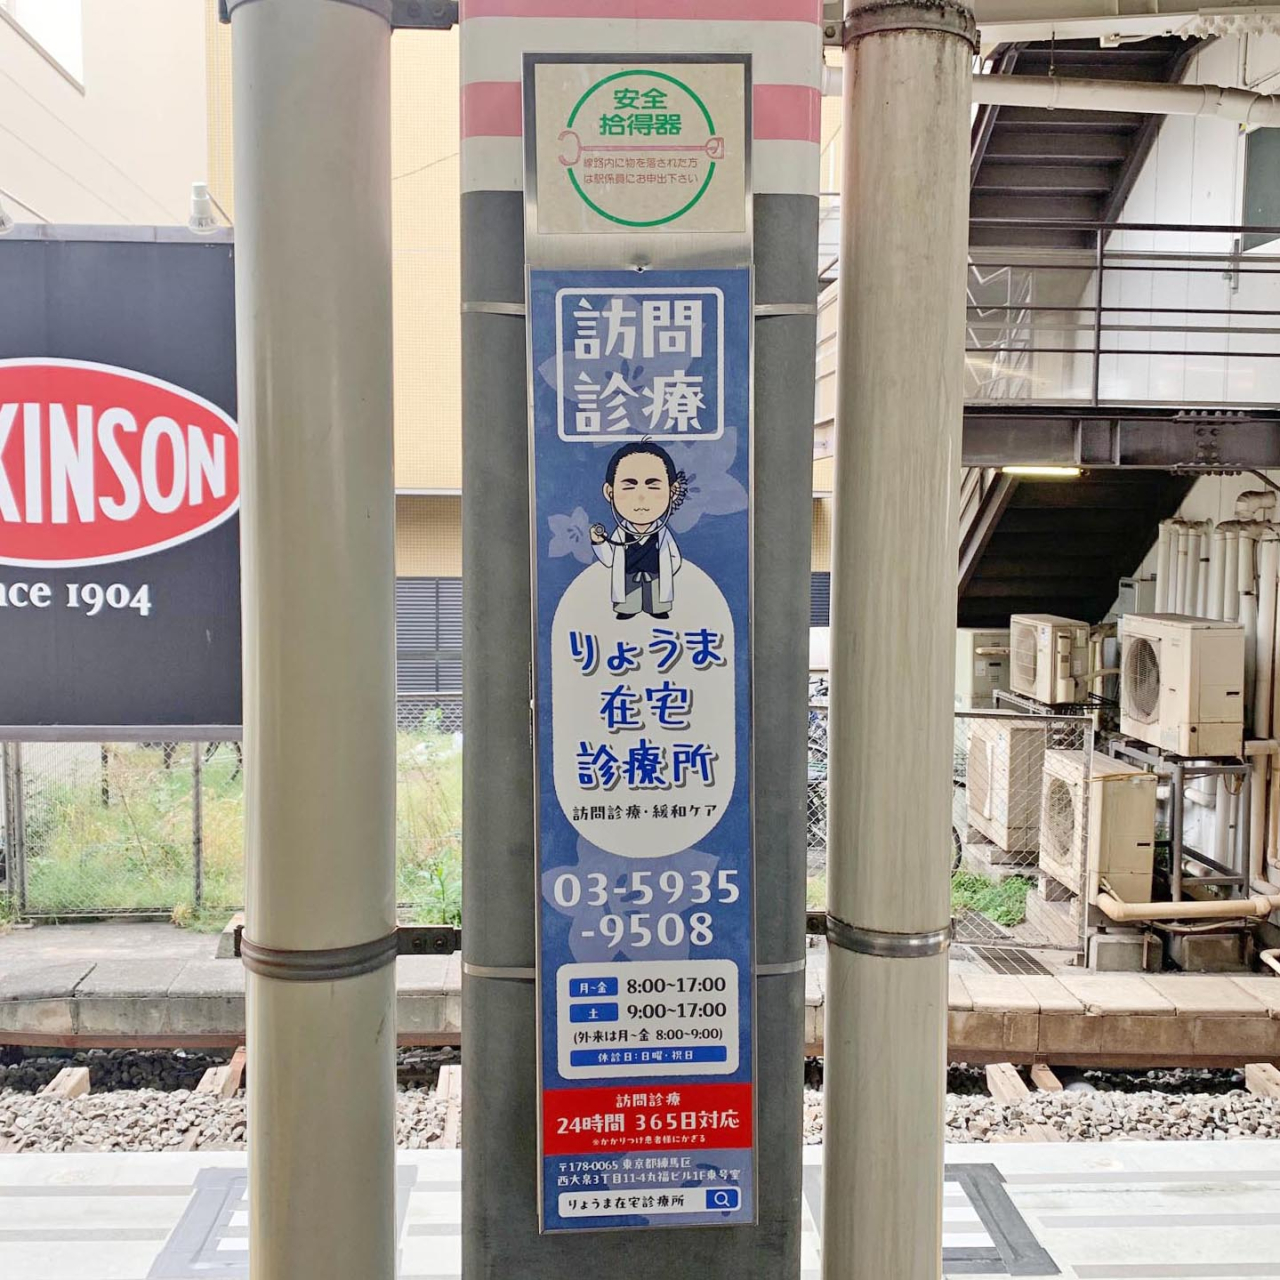 安全
拾得器
線路内に物を落された方
は駅係員にお申出下さい
訪問
診療
りょうま
在宅
診療所
訪問診療・緩和ケア
03-5935
-9508
月~金 8:00~17:00
土 9:00~17:00
(外来は月~金 8:00~9:00)
休診日:日曜・祝日
訪問診療
24時間 365日対応
※かかりつけ患者様にかぎる
〒178-0065 東京都練馬区
西大泉3丁目11-4丸福ビル1F東号室
りょうま在宅診療所
KINSON
nce 1904